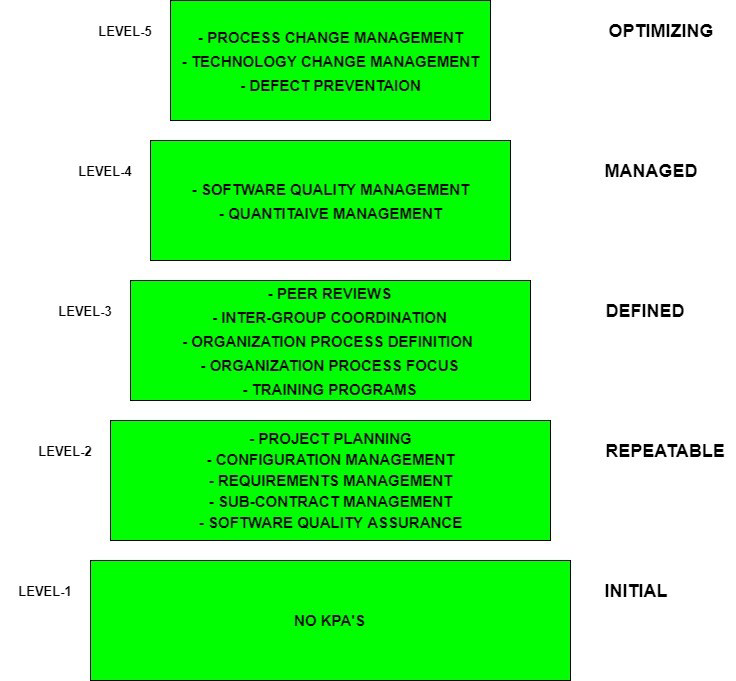 LEVEL-5
- PROCESS CHANGE MANAGEMENT
- TECHNOLOGY CHANGE MANAGEMENT
- DEFECT PREVENTAION
OPTIMIZING
LEVEL-4
- SOFTWARE QUALITY MANAGEMENT
- QUANTITAIVE MANAGEMENT
MANAGED
LEVEL-3
- PEER REVIEWS
- INTER-GROUP COORDINATION
- ORGANIZATION PROCESS DEFINITION
- ORGANIZATION PROCESS FOCUS
- TRAINING PROGRAMS
DEFINED
LEVEL-2
- PROJECT PLANNING
- CONFIGURATION MANAGEMENT
- REQUIREMENTS MANAGEMENT
- SUB-CONTRACT MANAGEMENT
- SOFTWARE QUALITY ASSURANCE
REPEATABLE
LEVEL-1
NO KPA'S
INITIAL